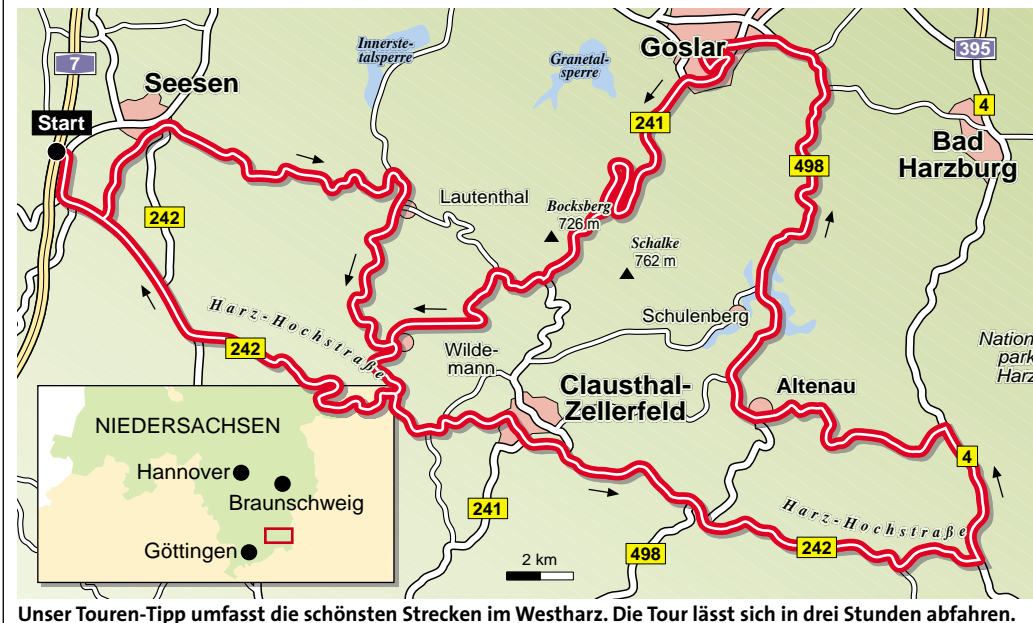 7
Seesen
Start
Innerste-
talsperre
Granetal-
sperre
Goslar
395
4
Bad
Harzburg
241
498
242
Lautenthal
Bocksberg
726 m
Schalke
762 m
Schulenberg
Harz-Hochstraße
242
Wilde-
mann
Clausthal-
Zellerfeld
Altenau
Nation
park
Harz
4
NIEDERSACHSEN
Hannover
Braunschweig
Göttingen
241
2 km
498
242
Harz-Hochstraße
Unser Touren-Tipp umfasst die schönsten Strecken im Westharz. Die Tour lässt sich in drei Stunden abfahren.